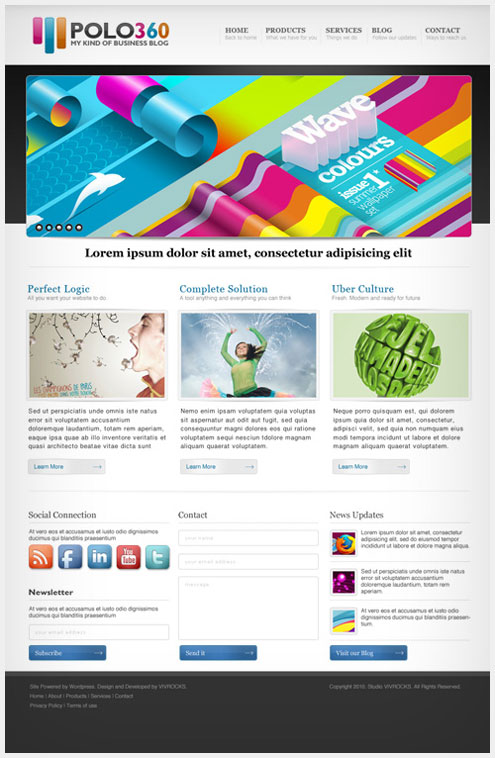 POLO360
MY KIND OF BUSINESS BLOG
HOME
Back to home
PRODUCTS
What we have for you
SERVICES
Things we do
BLOG
Follow our updates
CONTACT
Ways to reach us
Wave
colours
issue1*
summer
wallpaper
set
Lorem ipsum dolor sit amet, consectetur adipisicing elit
Perfect Logic
All you want your website to do.
Complete Solution
A tool anything and everything you can think
Uber Culture
Fresh, Modern and ready for future
LES CHAMPIGNONS DE PARIS
Sed ut perspiciatis unde omnis iste natus
error sit voluptatem accusantium
doloremque laudantium, totam rem aperiam,
eaque ipsa quae ab illo inventore veritatis et
quasi architecto beatae vitae dicta sunt
Learn More
Nemo enim ipsam voluptatem quia voluptas
sit aspernatur aut odit aut fugit, sed quia
consequuntur magni dolores eos qui ratione
voluptatem sequi nesciun tdolore magnam
aliquam quaerat voluptatem.
Learn More
Neque porro quisquam est, qui dolorem
ipsum quia dolor sit amet, consectetur,
adipisci velit, sed quia non numquam eius
modi tempora incidunt ut labore et dolore
magnam aliquam quaerat voluptatem.
Learn More
Social Connection
At vero eos et accusamus et iusto odio dignissimos
ducimus qui blanditiis praesentium
f
in
You
Tube
t
Newsletter
At vero eos et accusamus et iusto odio dignissimos
ducimus qui blanditiis praesentium
your email address
Subscribe
Contact
your name
your email address
message
Send it
News Updates
Lorem ipsum dolor sit amet, consectetur
adipisicing elit, sed do eiusmod tempor
incididunt ut labore et dolore magna aliqua.
Sed ut perspiciatis unde omnis iste natus
error sit voluptatem accusantium
doloremque laudantium, totam rem
aperiam.
At vero eos et accusamus et iusto odio
dignissimos ducimus qui blanditiis praesen-
tium.
Visit our Blog
Site Powered by Wordpress. Design and Developed by VIVROCKS.
Home | About | Products | Services | Contact
Privacy Policy | Terms of use
Copyright 2010. Studio VIVROCKS. All Rights Reserved.